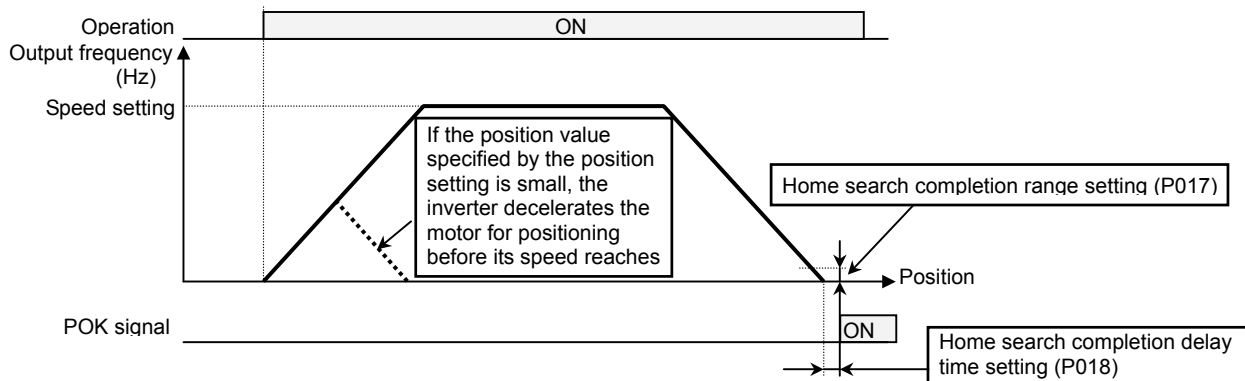 Operation
ON
Output frequency
(Hz)
Speed setting
If the position value
specified by the position
setting is small, the
inverter decelerates the
motor for positioning
before its speed reaches
Home search completion range setting (P017)
Position
POK signal
ON
Home search completion delay
time setting (P018)